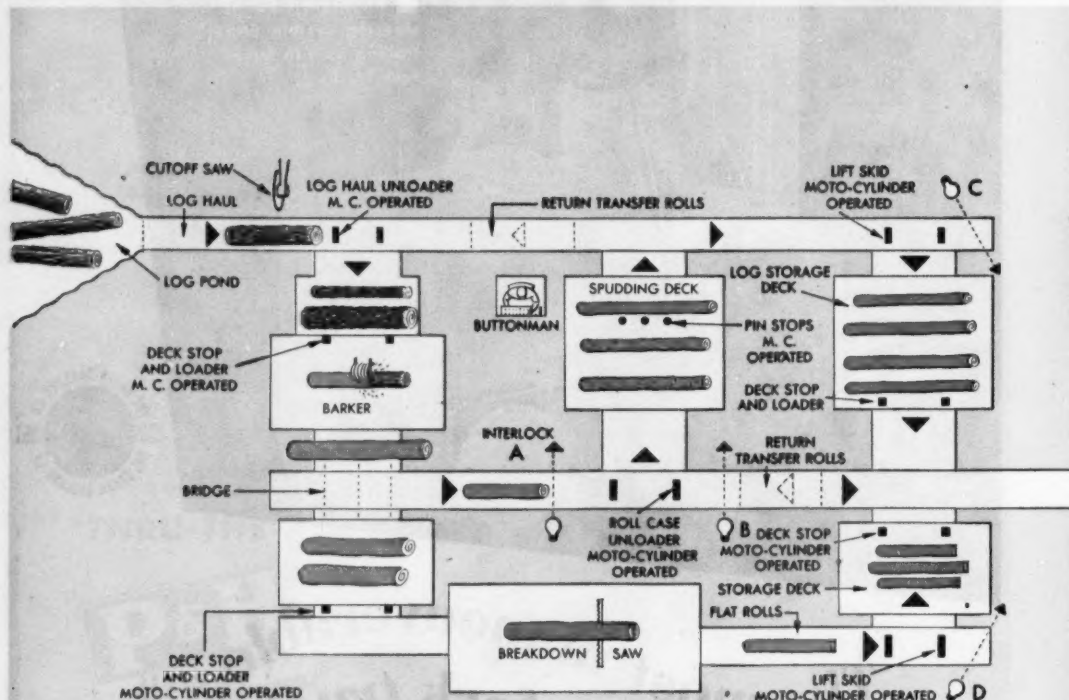 CUTOFF SAW
LOG HAUL
LOG HAUL UNLOADER
M. C. OPERATED
RETURN TRANSFER ROLLS
LIFT SKID
MOTO-CYLINDER
OPERATED
C
LOG POND
BUTTONMAN
SPUDDING DECK
LOG STORAGE
DECK
PIN STOPS
M. C.
OPERATED
DECK STOP
AND LOADER
M. C. OPERATED
BARKER
DECK STOP
AND LOADER
INTERLOCK
A
RETURN
TRANSFER ROLLS
BRIDGE
ROLL CASE
UNLOADER
MOTO-CYLINDER
OPERATED
B
DECK STOP
MOTO-CYLINDER
OPERATED
STORAGE DECK
FLAT ROLLS
BREAKDOWN SAW
DECK STOP
AND LOADER
MOTO-CYLINDER OPERATED
LIFT SKID
MOTO-CYLINDER OPERATED
D